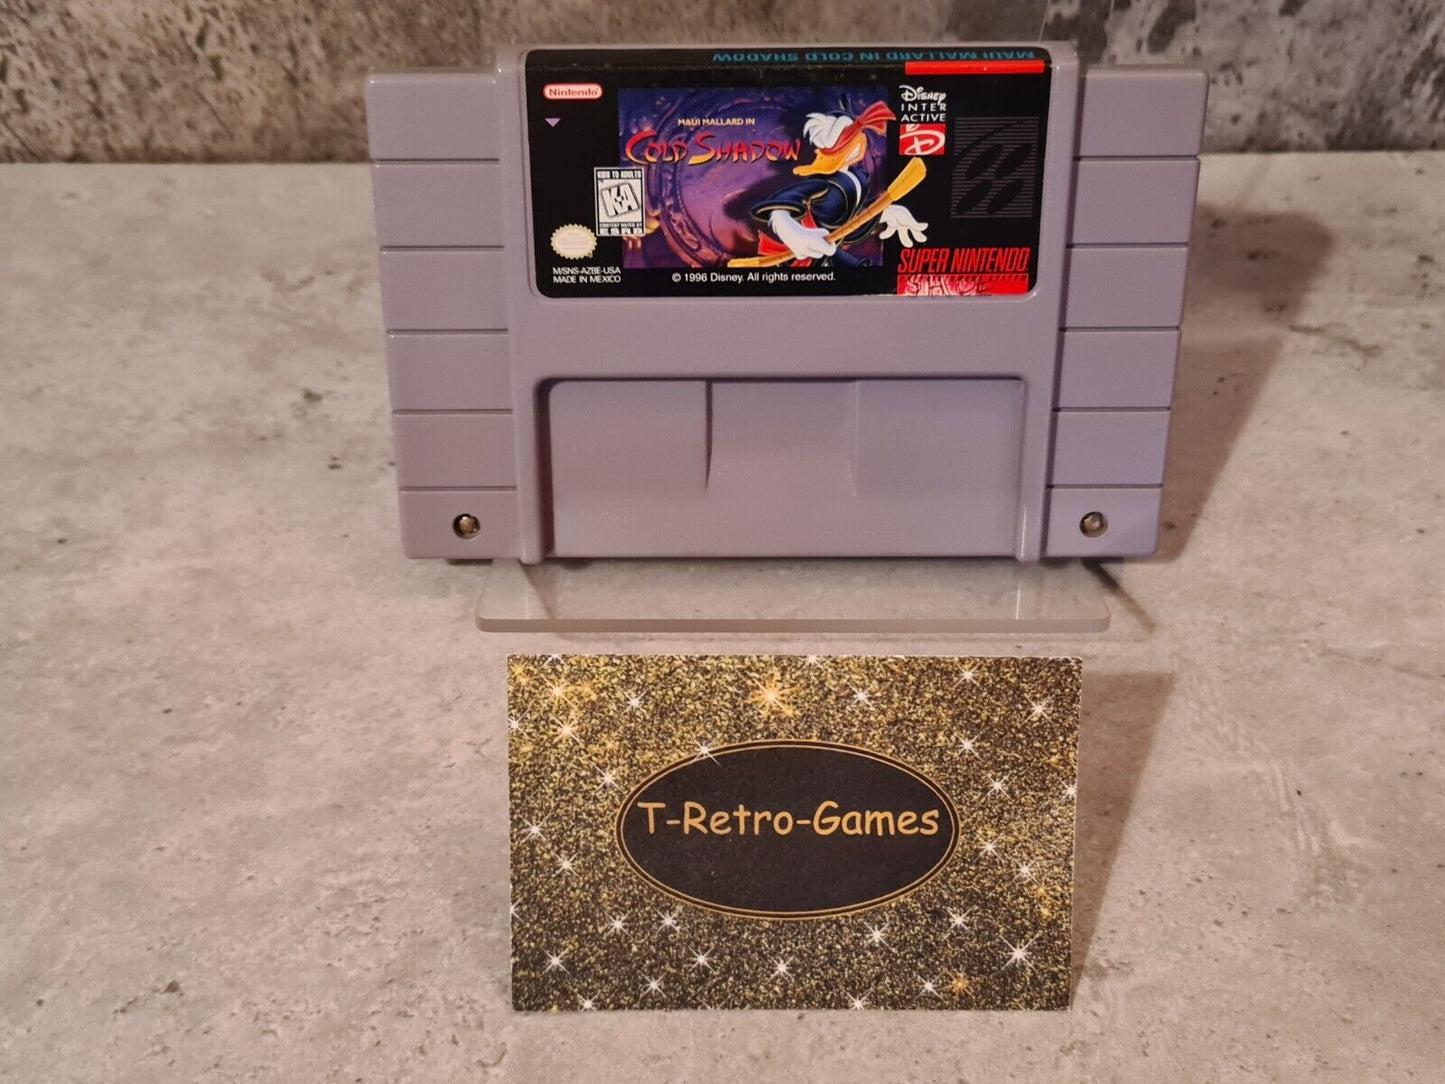 MAUI MALLARD IN COLD SHADOW
Nintendo
MAUI MALLARD IN
COLD SHADOW
Disney
INTER
ACTIVE
KIDS TO ADULTS
K-A
CONTENT RATED BY
ESRB
M/SNS-AZBE-USA
MADE IN MEXICO
© 1996 Disney. All rights reserved.
SUPER NINTENDO
T-Retro-Games